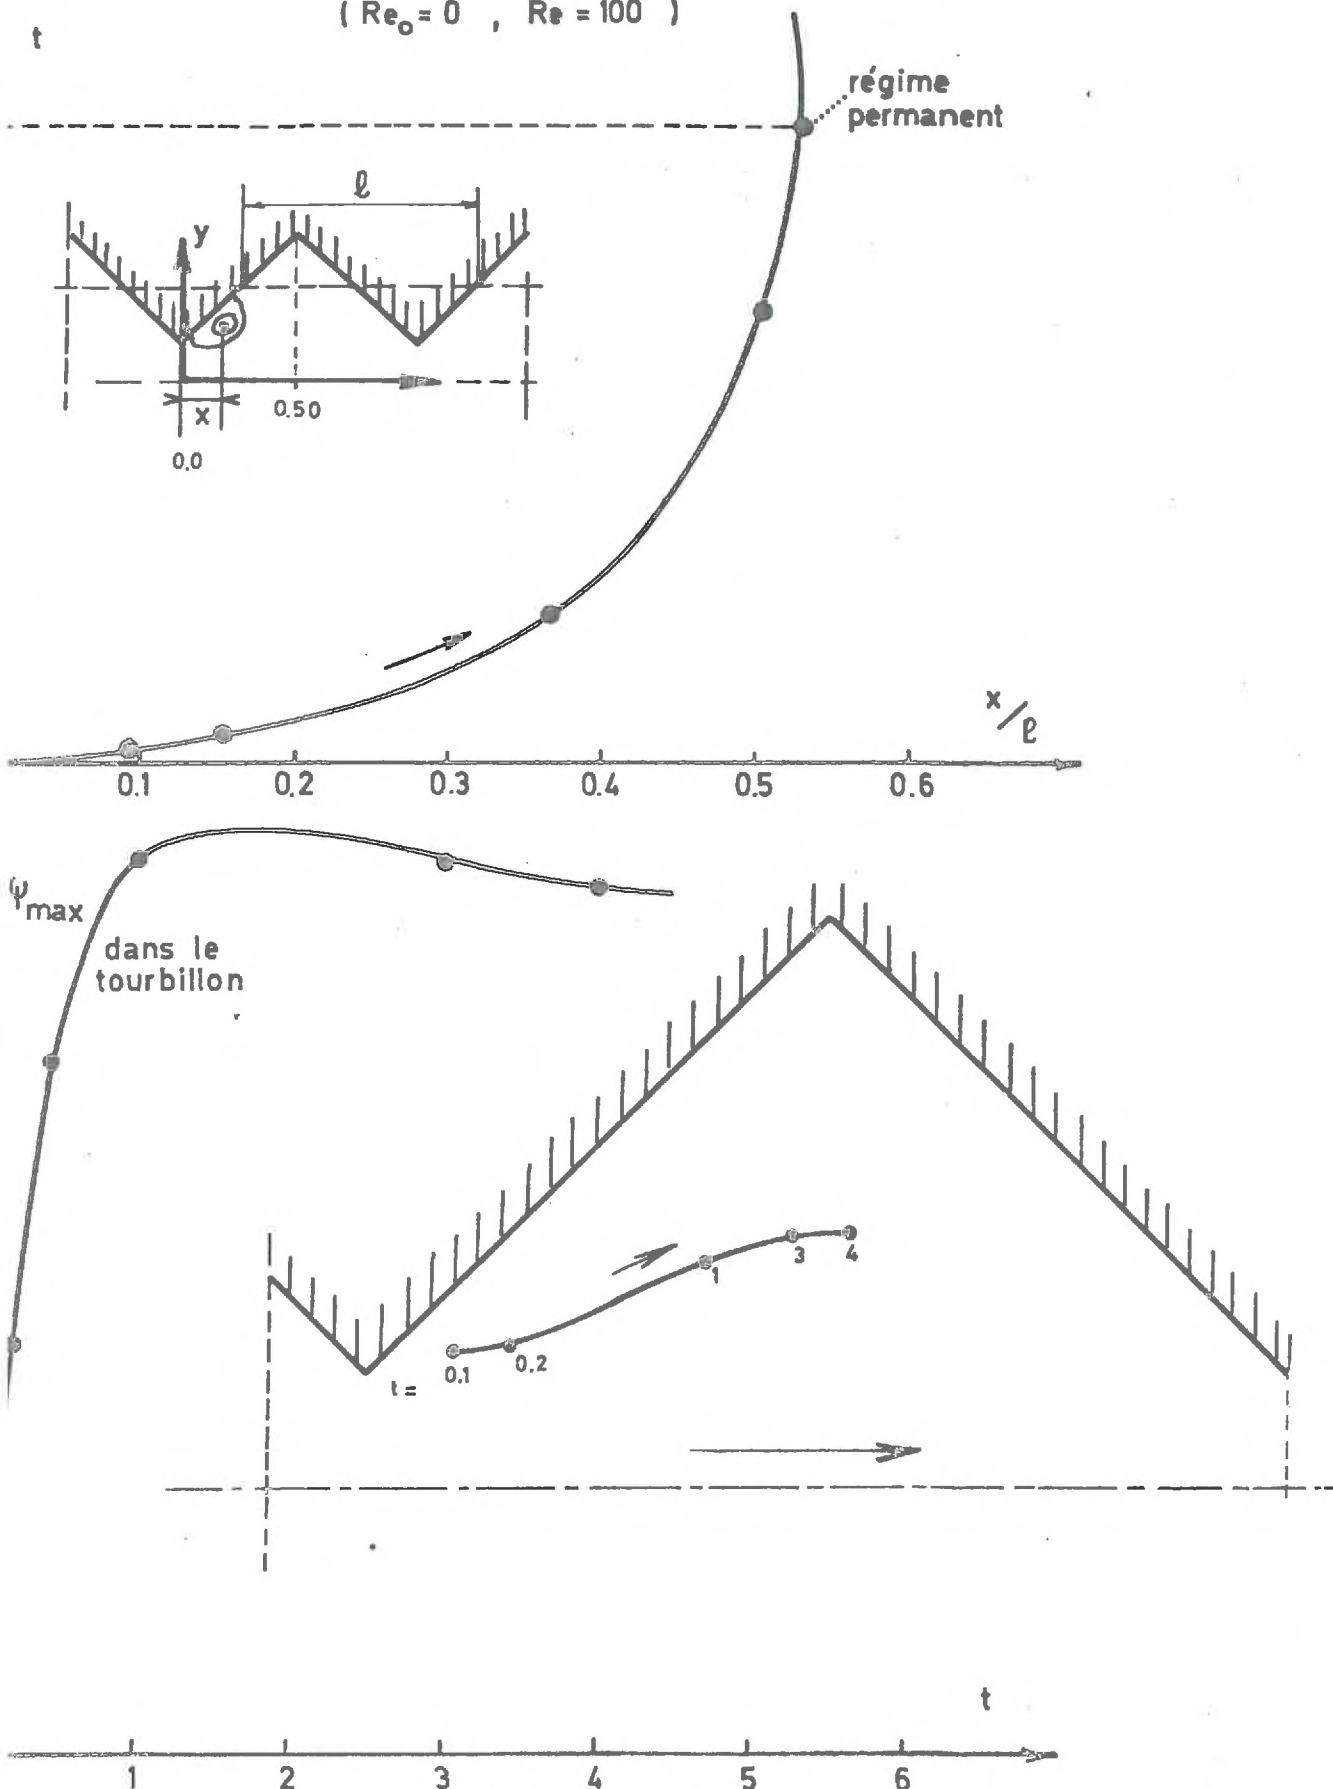 ( Re₀ = 0 , Re = 100 )
t
régime
permanent
ℓ
y
x
0.50
0.0
x/ℓ
0.1 0.2 0.3 0.4 0.5 0.6
Ψmax
dans le
tourbillon
t = 0.1 0.2 1 3 4
t
1 2 3 4 5 6